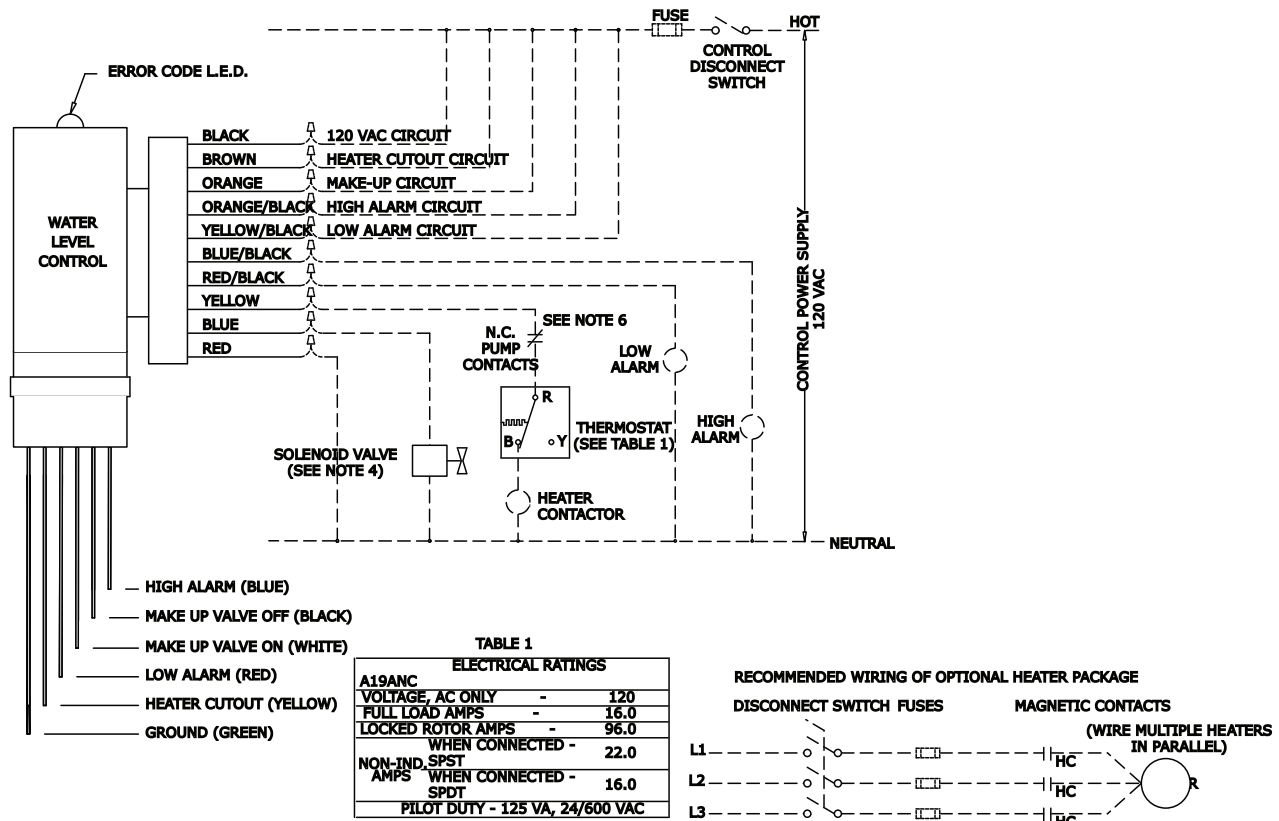 FUSE
HOT
CONTROL
DISCONNECT
SWITCH
ERROR CODE L.E.D.
BLACK 120 VAC CIRCUIT
BROWN HEATER CUTOUT CIRCUIT
ORANGE MAKE-UP CIRCUIT
ORANGE/BLACK HIGH ALARM CIRCUIT
YELLOW/BLACK LOW ALARM CIRCUIT
BLUE/BLACK
RED/BLACK
YELLOW
BLUE
RED
WATER
LEVEL
CONTROL
CONTROL POWER SUPPLY
120 VAC
SEE NOTE 6
N.C.
PUMP
CONTACTS
LOW
ALARM
R
B
Y
THERMOSTAT
(SEE TABLE 1)
HIGH
ALARM
SOLENOID VALVE
(SEE NOTE 4)
HEATER
CONTACTOR
NEUTRAL
HIGH ALARM (BLUE)
MAKE UP VALVE OFF (BLACK)
MAKE UP VALVE ON (WHITE)
LOW ALARM (RED)
HEATER CUTOUT (YELLOW)
GROUND (GREEN)
TABLE 1
ELECTRICAL RATINGS
A19ANC
VOLTAGE, AC ONLY - 120
FULL LOAD AMPS - 16.0
LOCKED ROTOR AMPS - 96.0
NON-IND. AMPS
WHEN CONNECTED - SPST 22.0
WHEN CONNECTED - SPDT 16.0
PILOT DUTY - 125 VA, 24/600 VAC
RECOMMENDED WIRING OF OPTIONAL HEATER PACKAGE
DISCONNECT SWITCH FUSES MAGNETIC CONTACTS
(WIRE MULTIPLE HEATERS
IN PARALLEL)
L1
HC
L2
HC
R
L3
HC